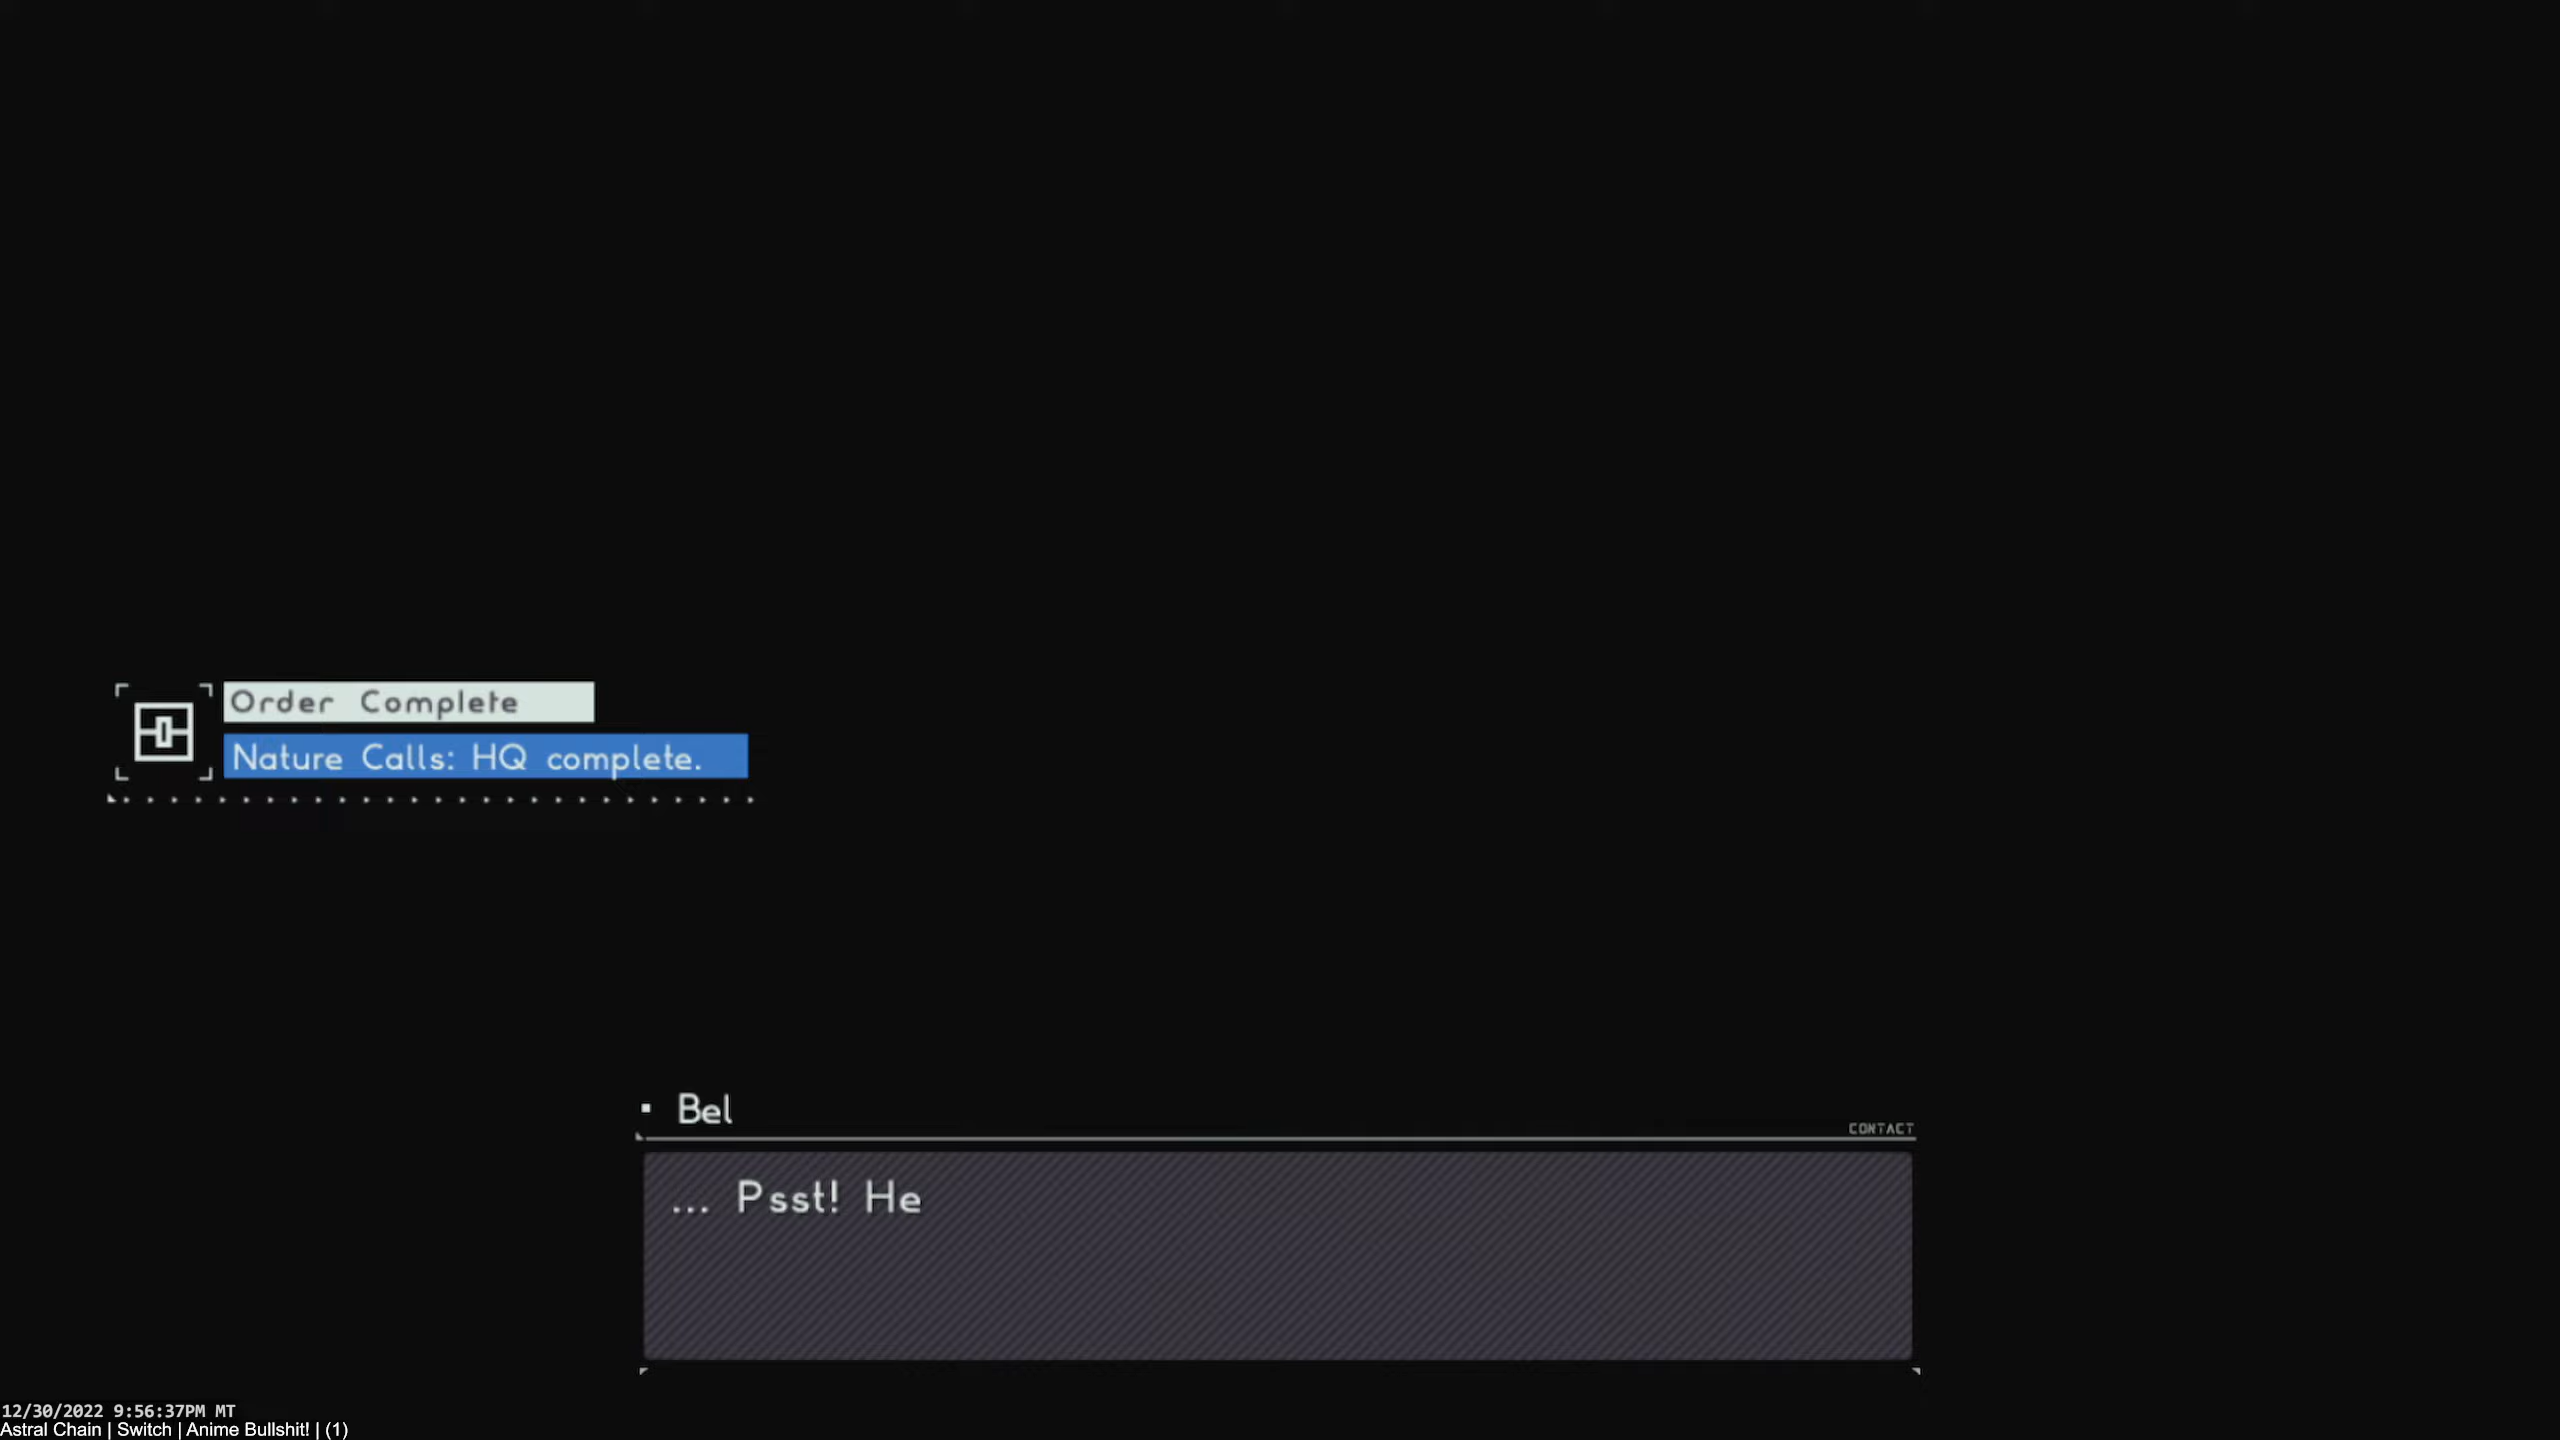 Order Complete
Nature Calls: HQ complete.
Bel
CONTACT
... Psst! He
12/30/2022 9:56:37PM MT
Astral Chain | Switch | Anime Bullshit! | (1)